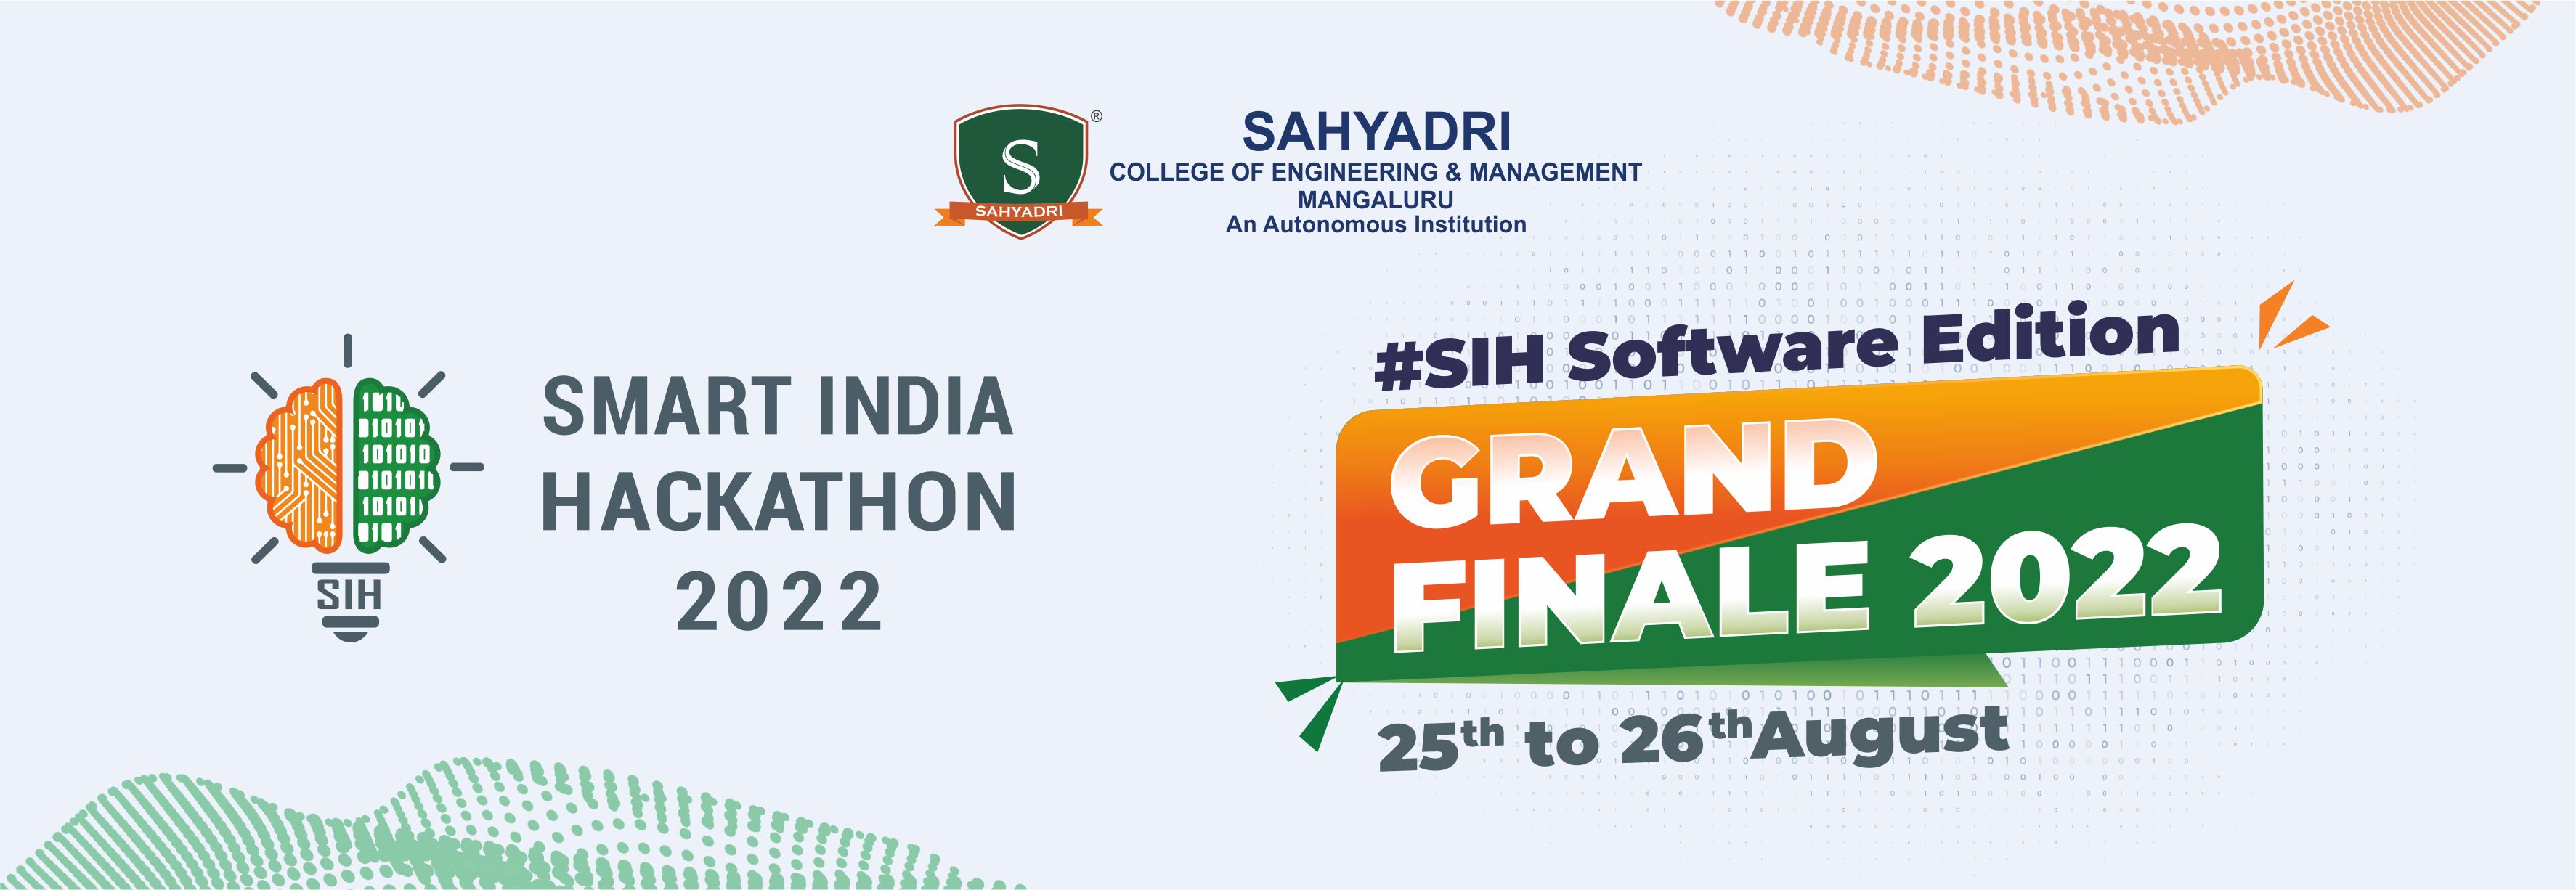 S
SAHYADRI
®
SAHYADRI
COLLEGE OF ENGINEERING & MANAGEMENT
MANGALURU
An Autonomous Institution
SIH
SMART INDIA
HACKATHON
2022
#SIH Software Edition
GRAND
FINALE 2022
25th to 26th August